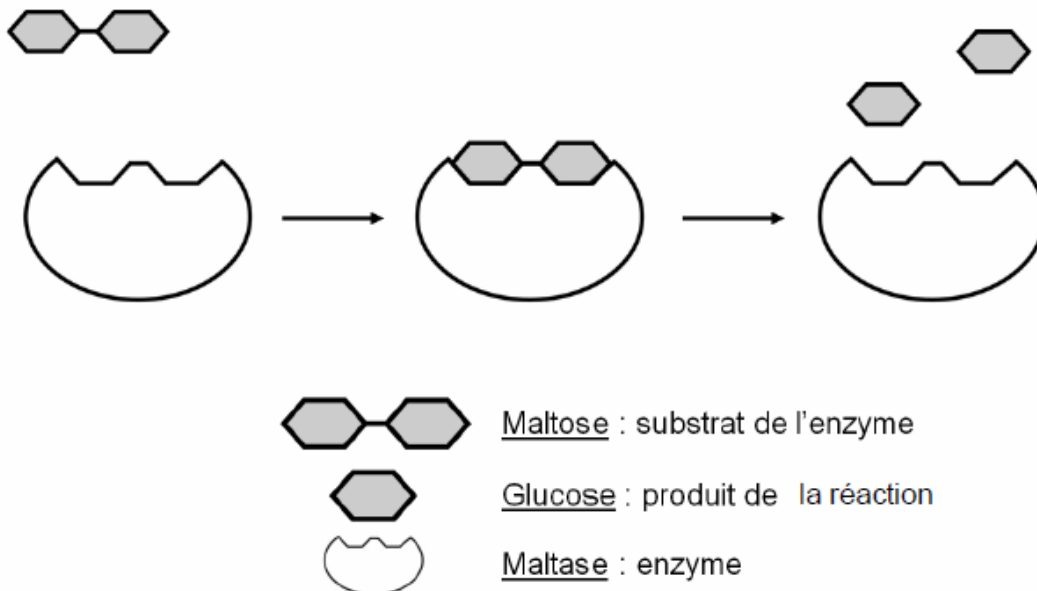 Maltose : substrat de l'enzyme
Glucose : produit de la réaction
Maltase : enzyme